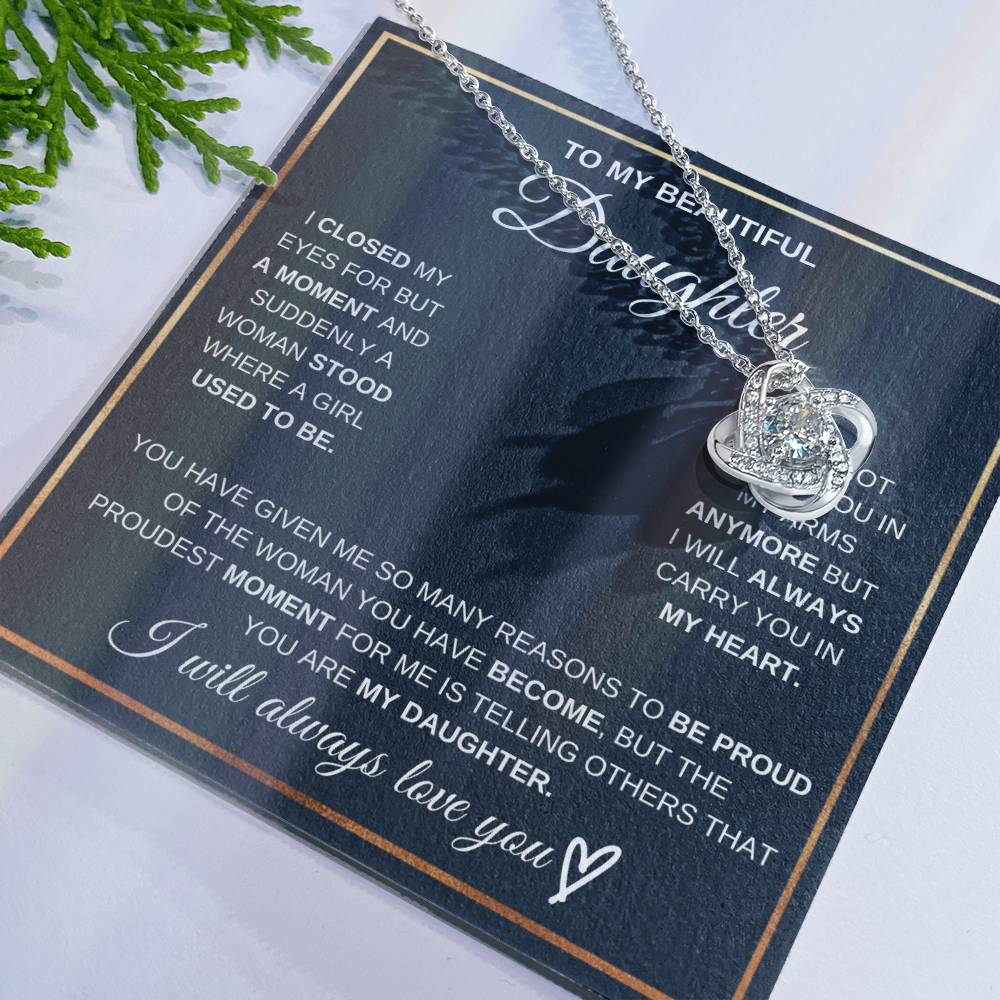 TO MY BEAUTIFUL
Daughter
I CLOSED MY
EYES FOR BUT
A MOMENT AND
SUDDENLY A
WOMAN STOOD
WHERE A GIRL
USED TO BE.
YOU IN
ARMS
ANYMORE BUT
I WILL ALWAYS
CARRY YOU IN
MY HEART.
YOU HAVE GIVEN ME SO MANY REASONS TO BE PROUD
OF THE WOMAN YOU HAVE BECOME, BUT THE
PROUDEST MOMENT FOR ME IS TELLING OTHERS THAT
YOU ARE MY DAUGHTER.
I will always love you